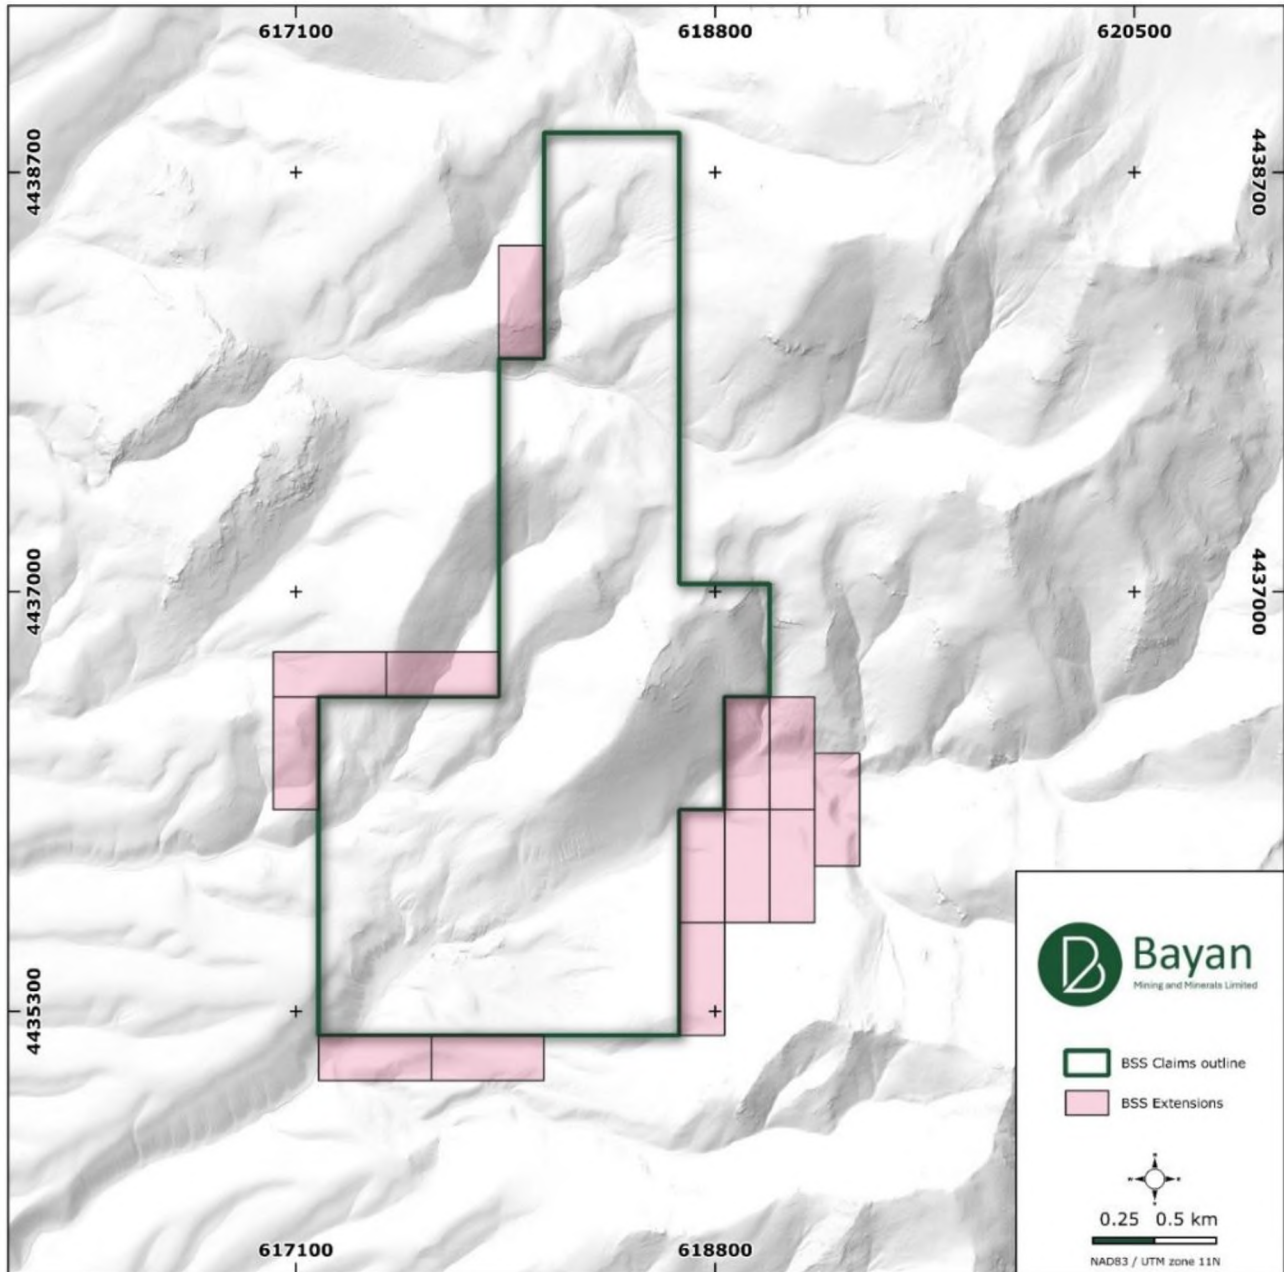 617100 618800 620500
4438700 4438700
4437000 4437000
4435300
Bayan
Mining and Minerals Limited
BSS Claims outline
BSS Extensions
N
W E
S
0.25 0.5 km
NAD83 / UTM zone 11N
617100 618800